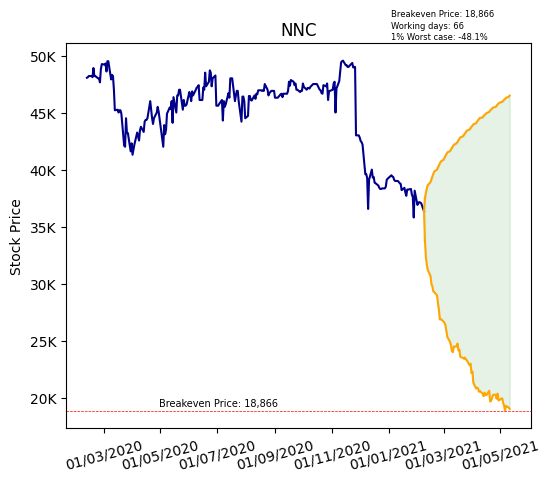 Breakeven Price: 18,866
Working days: 66
1% Worst case: -48.1%
NNC
50K
45K
40K
35K
30K
25K
20K
Stock Price
Breakeven Price: 18,866
01/03/2020
01/05/2020
01/07/2020
01/09/2020
01/11/2020
01/01/2021
01/03/2021
01/05/2021